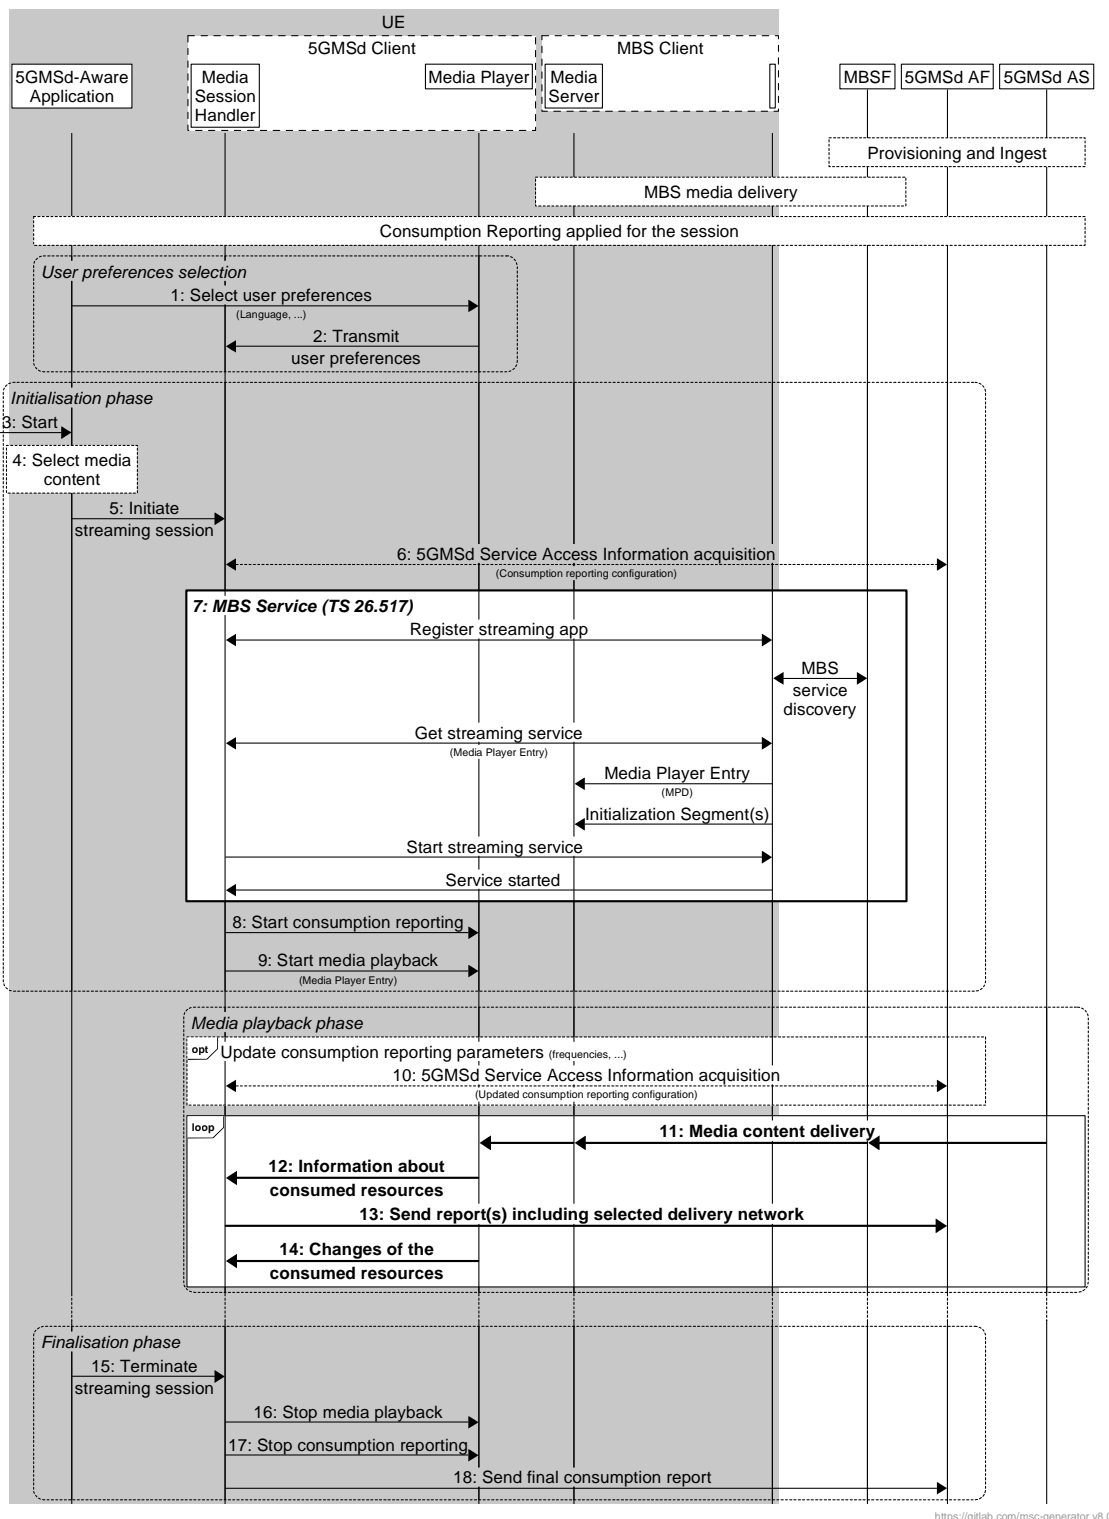 UE
5GMSd Client
MBS Client
5GMSd-Aware
Application
Media
Session
Handler
Media Player
Media
Server
MBSF
5GMSd AF
5GMSd AS
Provisioning and Ingest
MBS media delivery
Consumption Reporting applied for the session
User preferences selection
1: Select user preferences
(Language, ...)
2: Transmit
user preferences
Initialisation phase
3: Start
4: Select media
content
5: Initiate
streaming session
6: 5GMSd Service Access Information acquisition
(Consumption reporting configuration)
7: MBS Service (TS 26.517)
Register streaming app
MBS
service
discovery
Get streaming service
(Media Player Entry)
Media Player Entry
(MPD)
Initialization Segment(s)
Start streaming service
Service started
8: Start consumption reporting
9: Start media playback
(Media Player Entry)
Media playback phase
opt Update consumption reporting parameters (frequencies, ...)
10: 5GMSd Service Access Information acquisition
(Updated consumption reporting configuration)
loop
11: Media content delivery
12: Information about
consumed resources
13: Send report(s) including selected delivery network
14: Changes of the
consumed resources
Finalisation phase
15: Terminate
streaming session
16: Stop media playback
17: Stop consumption reporting
18: Send final consumption report
https://gitlab.com/msc-generator